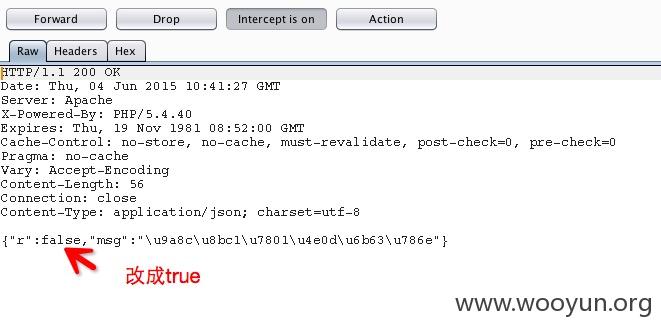 Forward Drop Intercept is on Action
Raw Headers Hex
HTTP/1.1 200 OK
Date: Thu, 04 Jun 2015 10:41:27 GMT
Server: Apache
X-Powered-By: PHP/5.4.40
Expires: Thu, 19 Nov 1981 08:52:00 GMT
Cache-Control: no-store, no-cache, must-revalidate, post-check=0, pre-check=0
Pragma: no-cache
Vary: Accept-Encoding
Content-Length: 56
Connection: close
Content-Type: application/json; charset=utf-8
{"r":false,"msg":"\u9a8c\u8bc1\u7801\u4e0d\u6b63\u786e"}
改成true
www.wooyun.org